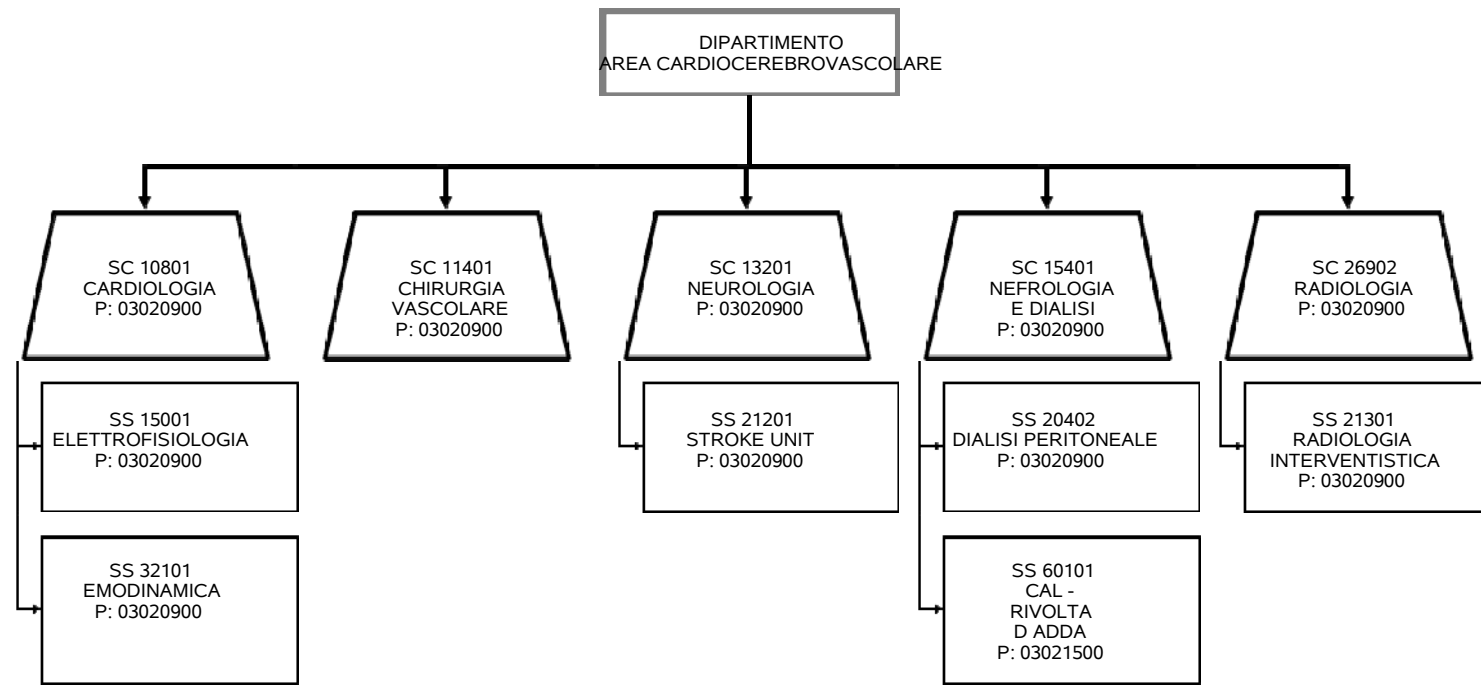 DIPARTIMENTO
AREA CARDIOCEREBROVASCOLARE
SC 10801
CARDIOLOGIA
P: 03020900
SC 11401
CHIRURGIA
VASCOLARE
P: 03020900
SC 13201
NEUROLOGIA
P: 03020900
SC 15401
NEFROLOGIA
E DIALISI
P: 03020900
SC 26902
RADIOLOGIA
P: 03020900
SS 15001
ELETTROFISIOLOGIA
P: 03020900
SS 21201
STROKE UNIT
P: 03020900
SS 20402
DIALISI PERITONEALE
P: 03020900
SS 21301
RADIOLOGIA
INTERVENTISTICA
P: 03020900
SS 32101
EMODINAMICA
P: 03020900
SS 60101
CAL -
RIVOLTA
D ADDA
P: 03021500